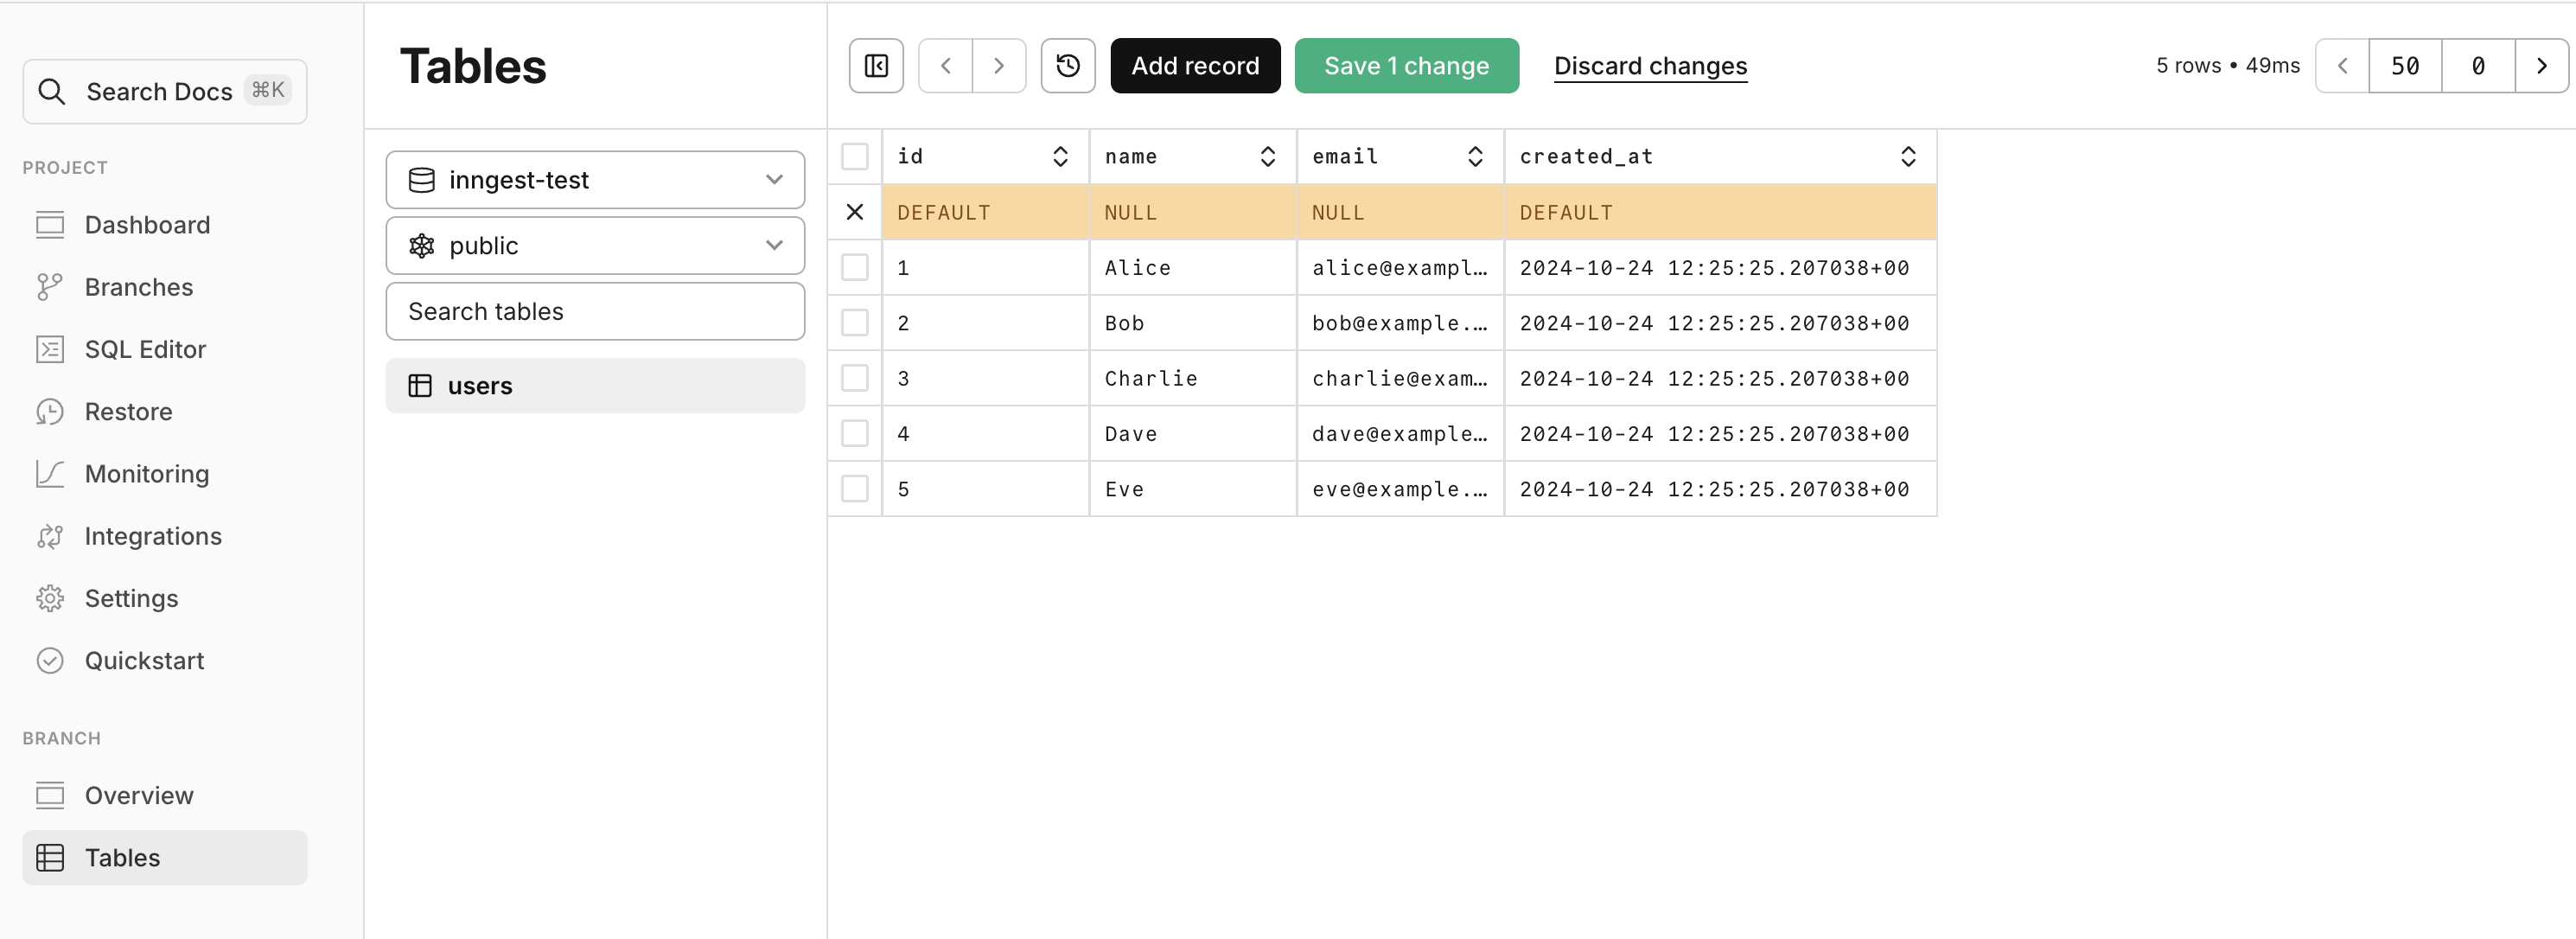 Search Docs ⌘K
PROJECT
Dashboard
Branches
SQL Editor
Restore
Monitoring
Integrations
Settings
Quickstart
BRANCH
Overview
Tables
Tables
inngest-test
public
Search tables
users
Add record
Save 1 change
Discard changes
5 rows • 49ms
50
0
id name email created_at
DEFAULT NULL NULL DEFAULT
1 Alice alice@exampl… 2024-10-24 12:25:25.207038+00
2 Bob bob@example.… 2024-10-24 12:25:25.207038+00
3 Charlie charlie@exam… 2024-10-24 12:25:25.207038+00
4 Dave dave@example… 2024-10-24 12:25:25.207038+00
5 Eve eve@example.… 2024-10-24 12:25:25.207038+00